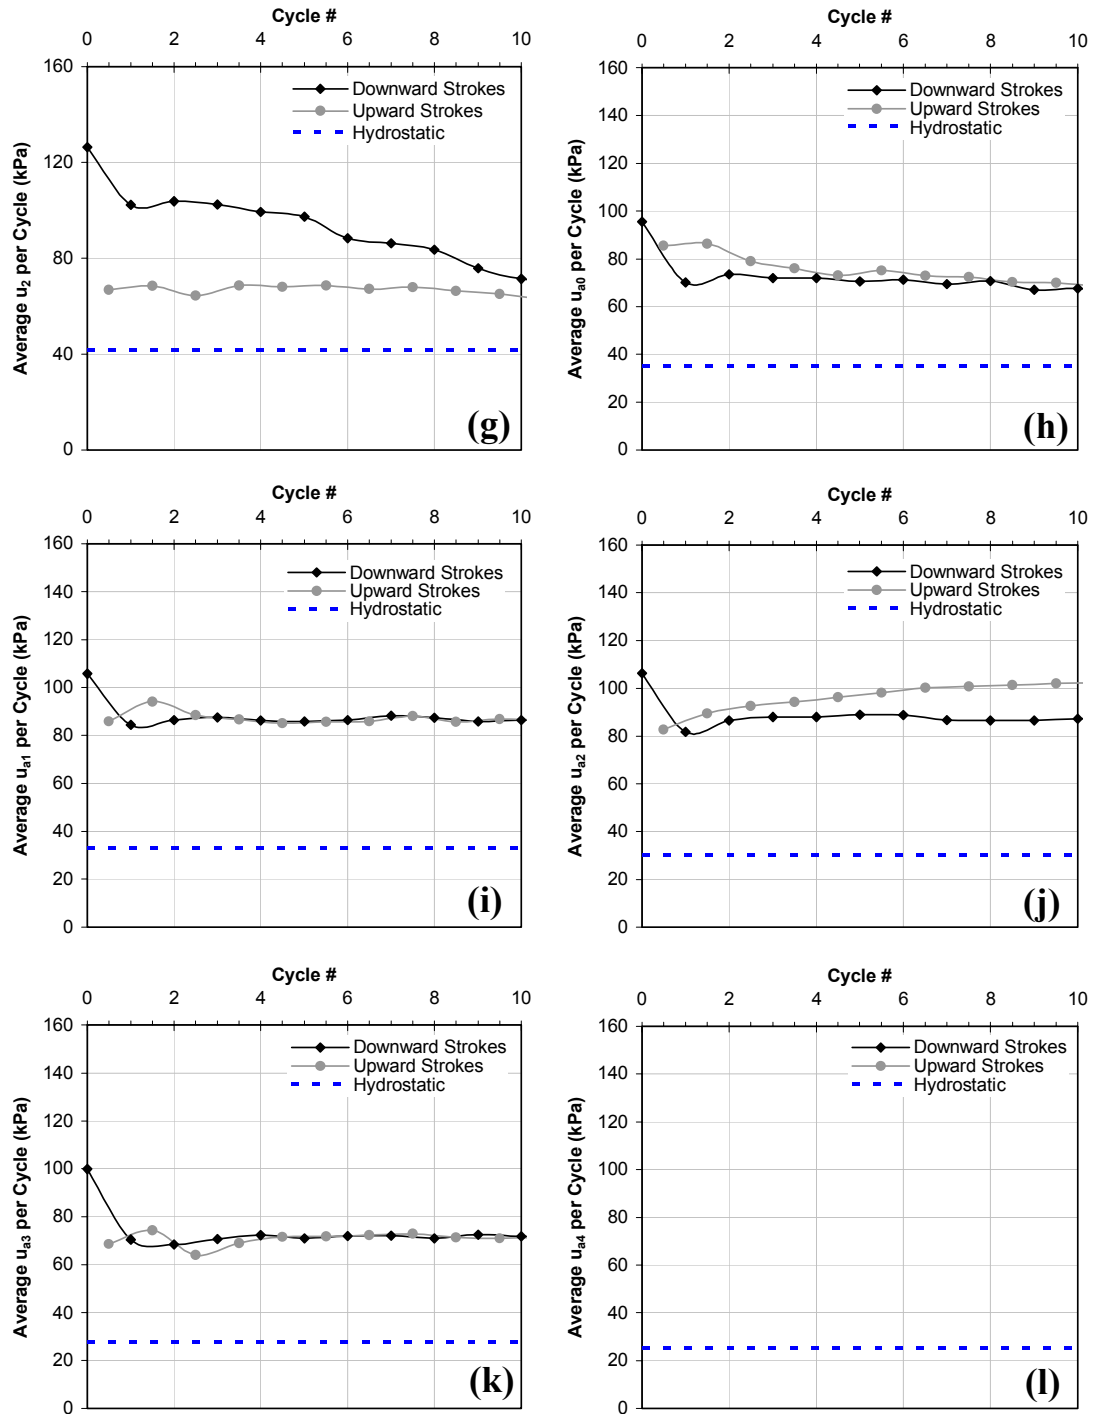 Cycle #
0 2 4 6 8 10
160
120
80
40
0
Average u2 per Cycle (kPa)
Downward Strokes
Upward Strokes
Hydrostatic
(g)
Cycle #
0 2 4 6 8 10
160
140
120
100
80
60
40
20
0
Average ua0 per Cycle (kPa)
Downward Strokes
Upward Strokes
Hydrostatic
(h)
Cycle #
0 2 4 6 8 10
160
140
120
100
80
60
40
20
0
Average ua1 per Cycle (kPa)
Downward Strokes
Upward Strokes
Hydrostatic
(i)
Cycle #
0 2 4 6 8 10
160
140
120
100
80
60
40
20
0
Average ua2 per Cycle (kPa)
Downward Strokes
Upward Strokes
Hydrostatic
(j)
Cycle #
0 2 4 6 8 10
160
140
120
100
80
60
40
20
0
Average ua3 per Cycle (kPa)
Downward Strokes
Upward Strokes
Hydrostatic
(k)
Cycle #
0 2 4 6 8 10
160
140
120
100
80
60
40
20
0
Average ua4 per Cycle (kPa)
Downward Strokes
Upward Strokes
Hydrostatic
(l)